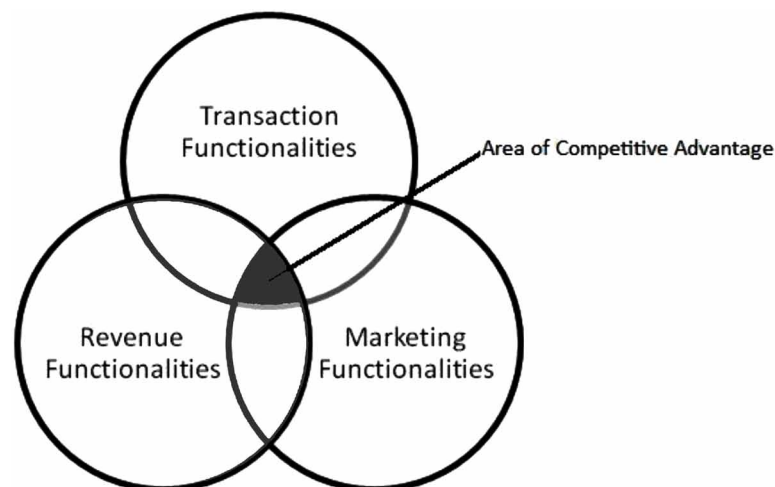 Transaction
Functionalities
Area of Competitive Advantage
Revenue
Functionalities
Marketing
Functionalities